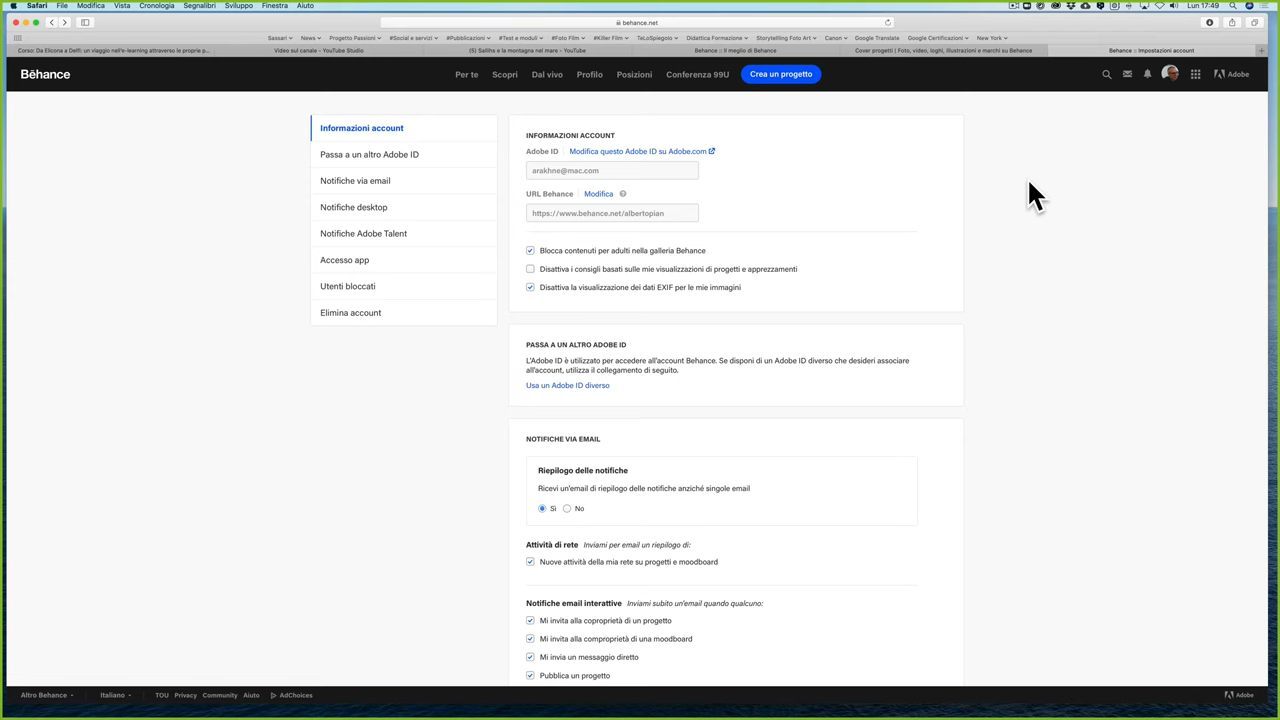 Safari File Modifica Vista Cronologia Segnalibri Sviluppo Finestra Aiuto Lun 17:49
behance.net
Sassari News Progetto Passioni #Social e servizi #Pubblicazioni #Text e moduli #Foto Film #Killer Film TeLoSpiegolo Didattica Formazione Storytelling Foto Art Canon Google Translate Google Certificazioni New York
Corso: Da Elicona a Delfi: un viaggio nell'e-learning attraverso le proprie p... Video sul canale - YouTube Studio (5) Salihs e la montagna nel mare - YouTube Behance :: Il meglio di Behance Cover progetti | Foto, video, loghi, illustrazioni e marchi su Behance Behance :: Impostazioni account
Bēhance Per te Scopri Dal vivo Profilo Posizioni Conferenza 99U Crea un progetto Adobe
Informazioni account
Passa a un altro Adobe ID
Notifiche via email
Notifiche desktop
Notifiche Adobe Talent
Accesso app
Utenti bloccati
Elimina account
INFORMAZIONI ACCOUNT
Adobe ID Modifica questo Adobe ID su Adobe.com
arakhne@mac.com
URL Behance Modifica
https://www.behance.net/albertopian
Blocca contenuti per adulti nella galleria Behance
Disattiva i consigli basati sulle mie visualizzazioni di progetti e apprezzamenti
Disattiva la visualizzazione dei dati EXIF per le mie immagini
PASSA A UN ALTRO ADOBE ID
L'Adobe ID è utilizzato per accedere all'account Behance. Se disponi di un Adobe ID diverso che desideri associare
all'account, utilizza il collegamento di seguito.
Usa un Adobe ID diverso
NOTIFICHE VIA EMAIL
Riepilogo delle notifiche
Ricevi un'email di riepilogo delle notifiche anziché singole email
Sì No
Attività di rete Inviami per email un riepilogo di:
Nuove attività della mia rete su progetti e moodboard
Notifiche email interattive Inviami subito un'email quando qualcuno:
Mi invita alla coproprietà di un progetto
Mi invita alla comproprietà di una moodboard
Mi invia un messaggio diretto
Pubblica un progetto
Altro Behance Italiano TOU Privacy Community Aiuto AdChoices Adobe